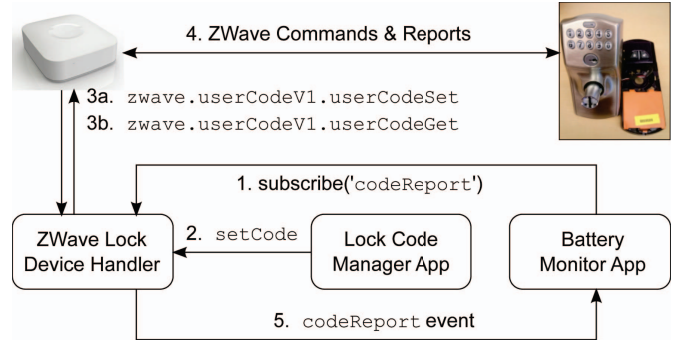 4. ZWave Commands & Reports
3a. zwave.userCodeV1.userCodeSet
3b. zwave.userCodeV1.userCodeGet
1. subscribe('codeReport')
ZWave Lock
Device Handler
2. setCode
Lock Code
Manager App
Battery
Monitor App
5. codeReport event